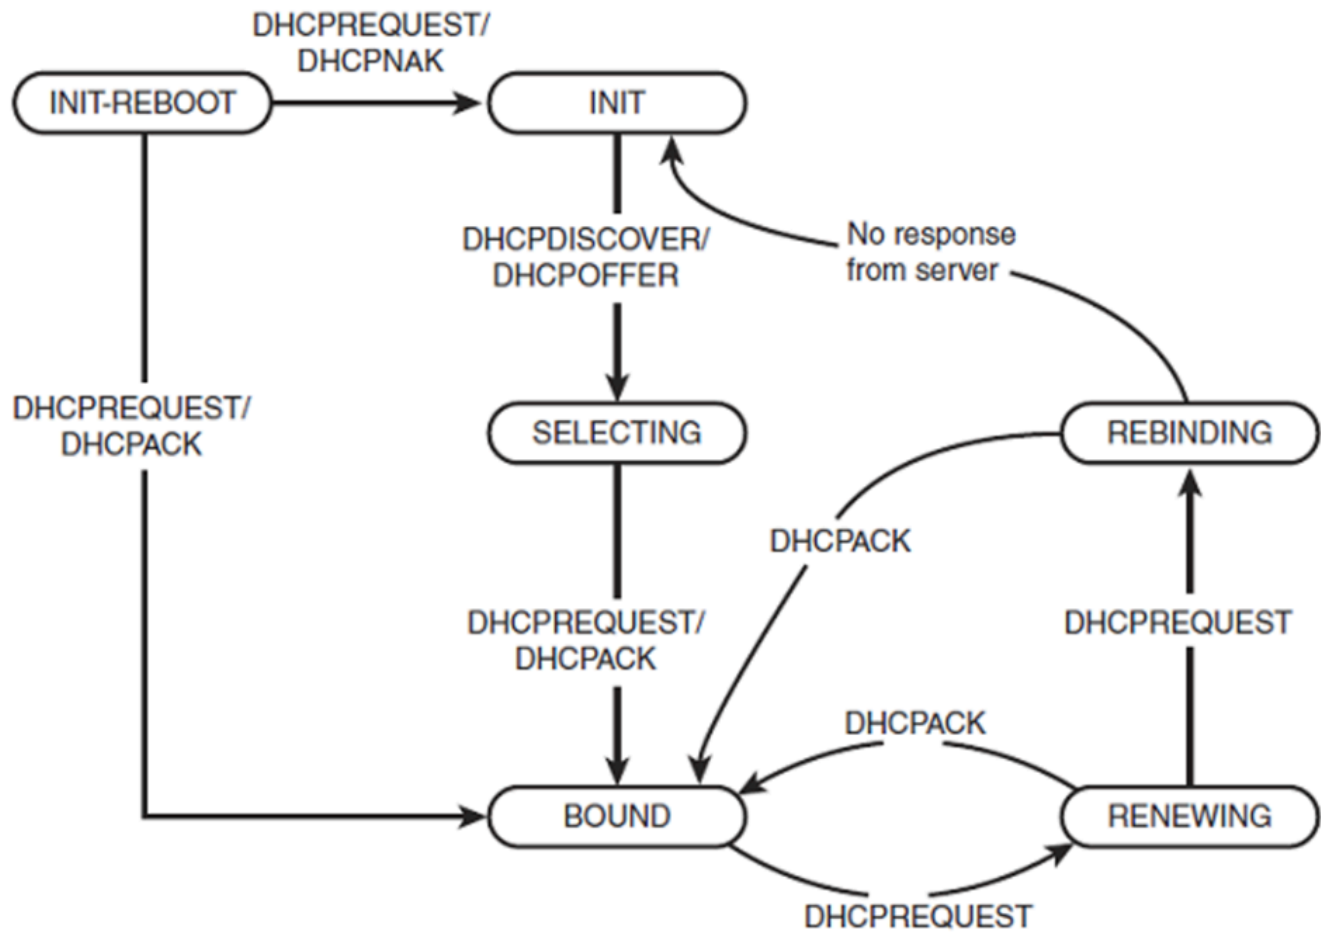 DHCPREQUEST/
DHCPNAK
INIT-REBOOT
INIT
DHCPDISCOVER/
DHCPOFFER
No response
from server
DHCPREQUEST/
DHCPACK
SELECTING
REBINDING
DHCPACK
DHCPREQUEST/
DHCPACK
DHCPREQUEST
DHCPACK
BOUND
RENEWING
DHCPREQUEST